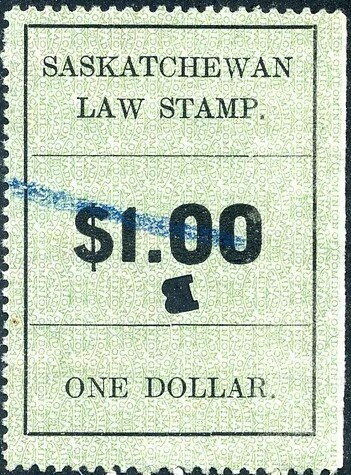 SASKATCHEWAN
LAW STAMP.
$1.00
B
ONE DOLLAR.